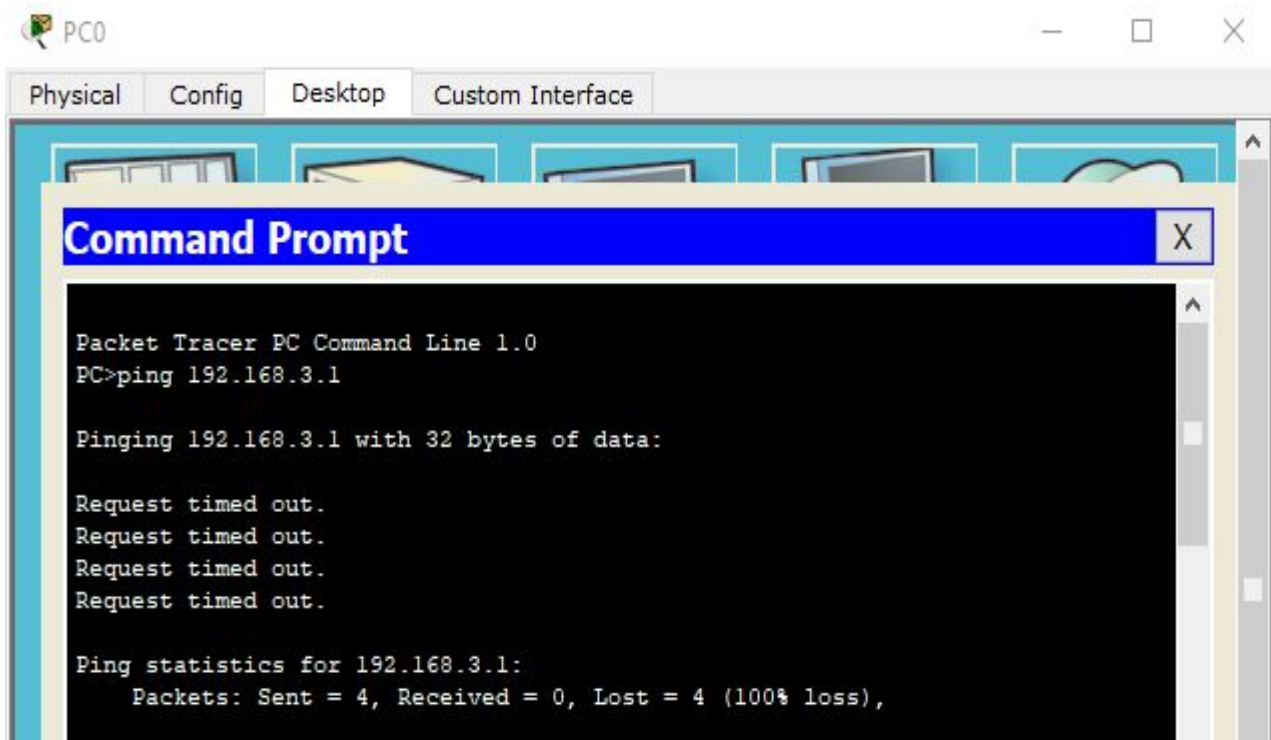 PC0
Physical Config Desktop Custom Interface
Command Prompt
X
Packet Tracer PC Command Line 1.0
PC>ping 192.168.3.1
Pinging 192.168.3.1 with 32 bytes of data:
Request timed out.
Request timed out.
Request timed out.
Request timed out.
Ping statistics for 192.168.3.1:
Packets: Sent = 4, Received = 0, Lost = 4 (100% loss),